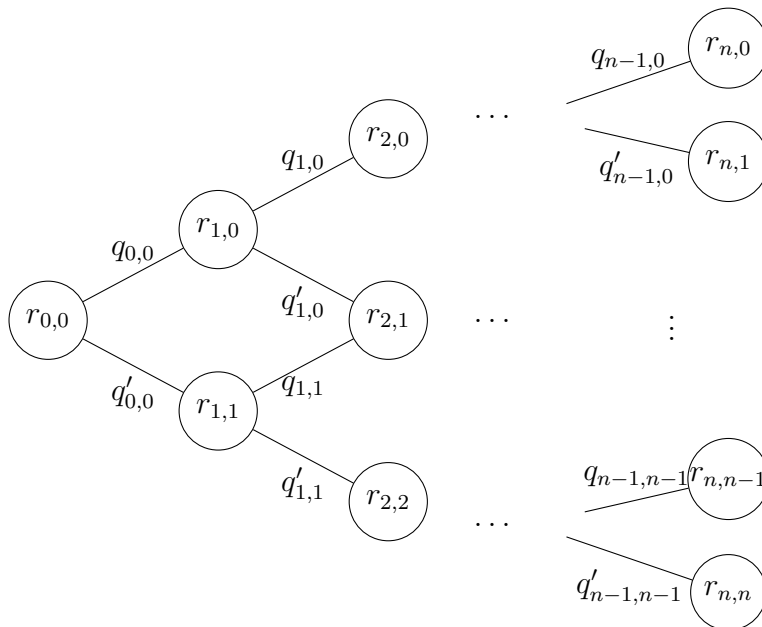 r_{n,0}
q_{n-1,0}
r_{2,0}
…
q_{1,0}
q'_{n-1,0}
r_{n,1}
r_{1,0}
q_{0,0}
q'_{1,0}
r_{0,0}
r_{2,1}
…
⋮
q'_{0,0}
q_{1,1}
r_{1,1}
q'_{1,1}
q_{n-1,n-1}
r_{n,n-1}
r_{2,2}
…
q'_{n-1,n-1}
r_{n,n}